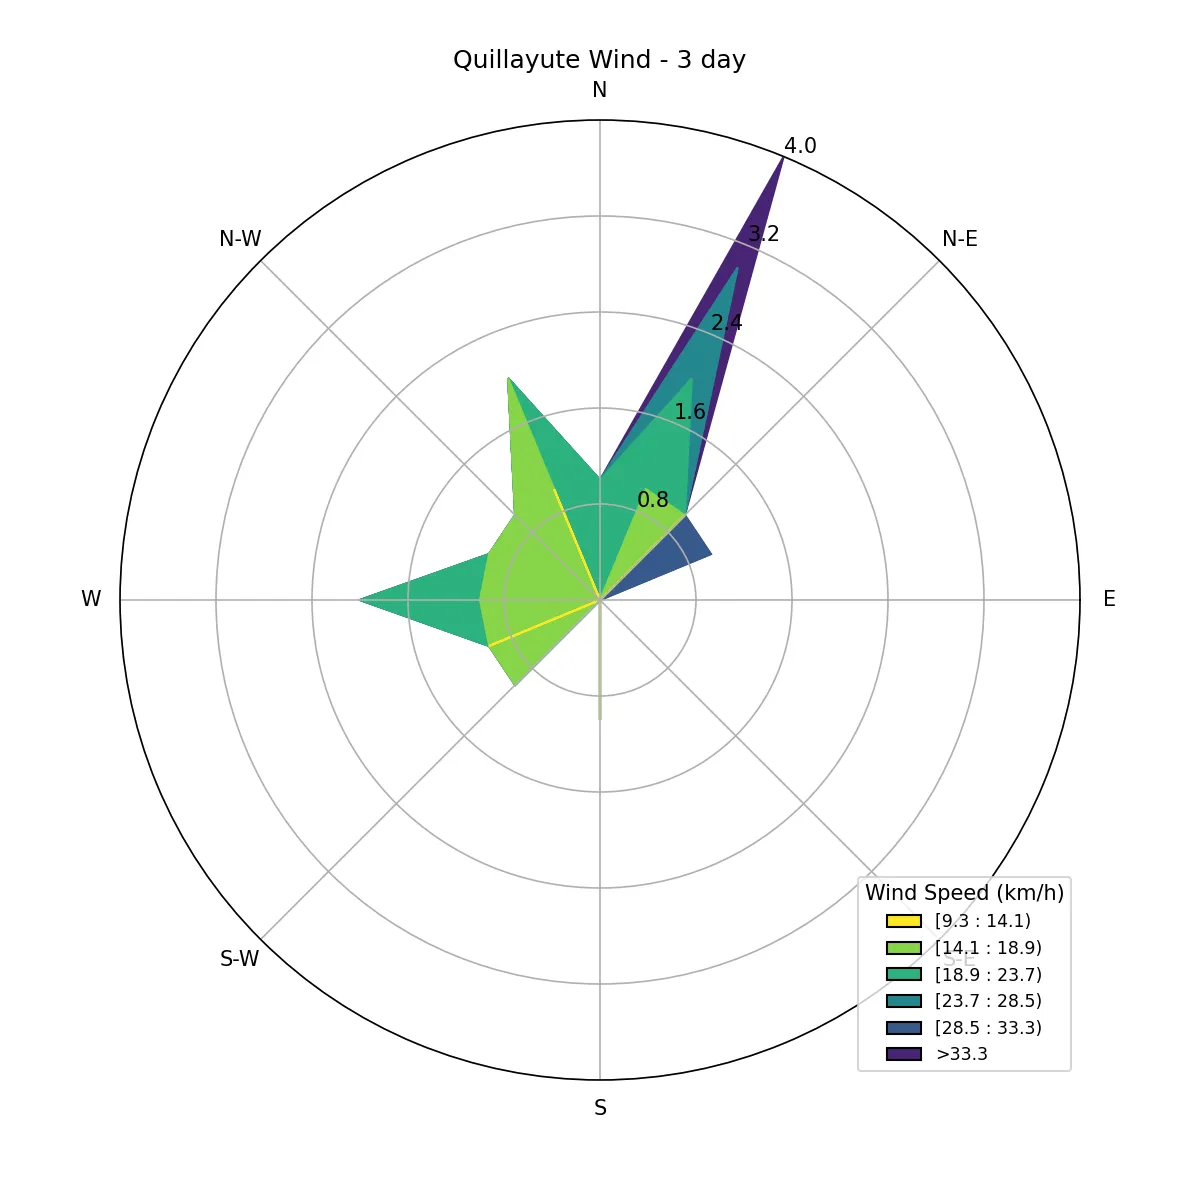 Quillayute Wind - 3 day
N
4.0
N-W
3.2
N-E
2.4
1.6
0.8
W
E
Wind Speed (km/h)
[9.3 : 14.1)
[14.1 : 18.9)
S-W
S-E
[18.9 : 23.7)
[23.7 : 28.5)
[28.5 : 33.3)
>33.3
S